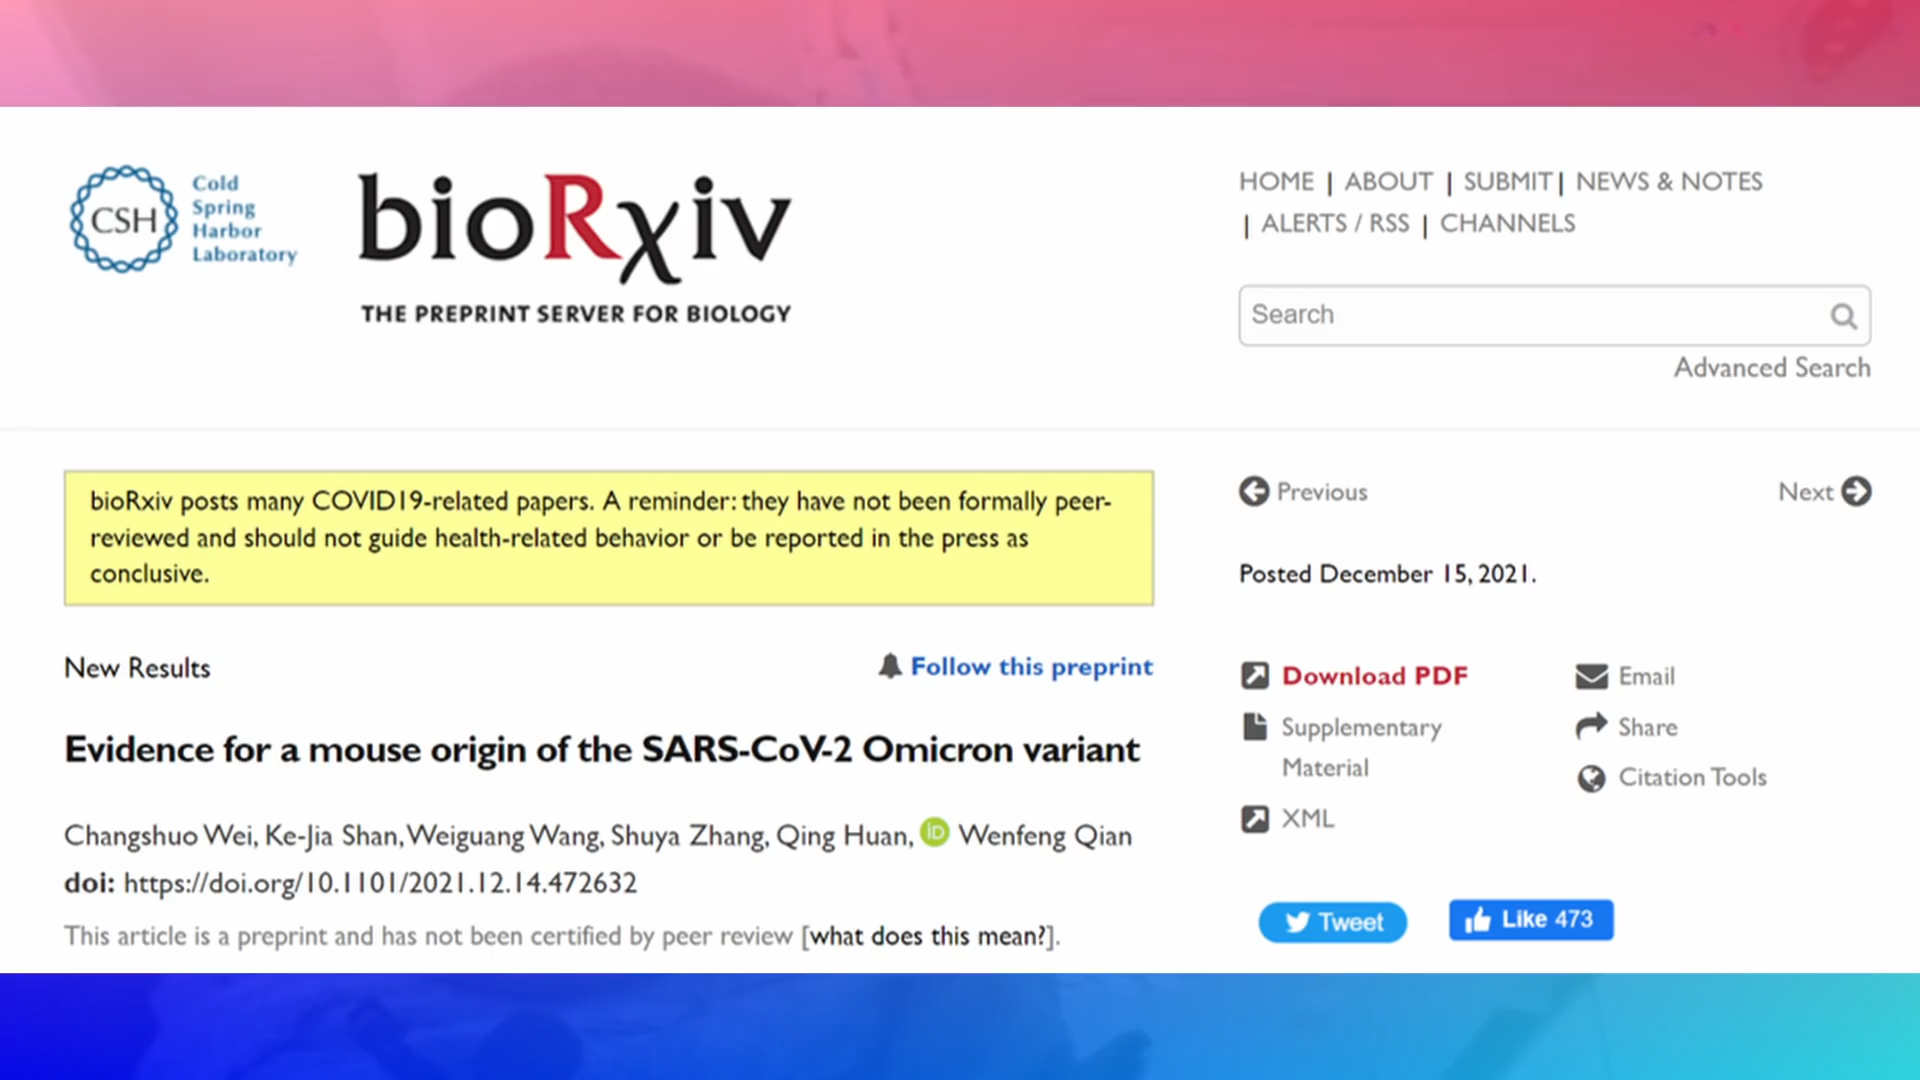 CSH
Cold
Spring
Harbor
Laboratory
bioRχiv
THE PREPRINT SERVER FOR BIOLOGY
HOME | ABOUT | SUBMIT | NEWS & NOTES
| ALERTS / RSS | CHANNELS
Search
Advanced Search
bioRxiv posts many COVID19-related papers. A reminder: they have not been formally peer-
reviewed and should not guide health-related behavior or be reported in the press as
conclusive.
Previous
Next
Posted December 15, 2021.
New Results
Follow this preprint
Evidence for a mouse origin of the SARS-CoV-2 Omicron variant
Changshuo Wei, Ke-Jia Shan, Weiguang Wang, Shuya Zhang, Qing Huan, iD Wenfeng Qian
doi: https://doi.org/10.1101/2021.12.14.472632
This article is a preprint and has not been certified by peer review [what does this mean?].
Download PDF
Supplementary
Material
XML
Email
Share
Citation Tools
Tweet
Like 473